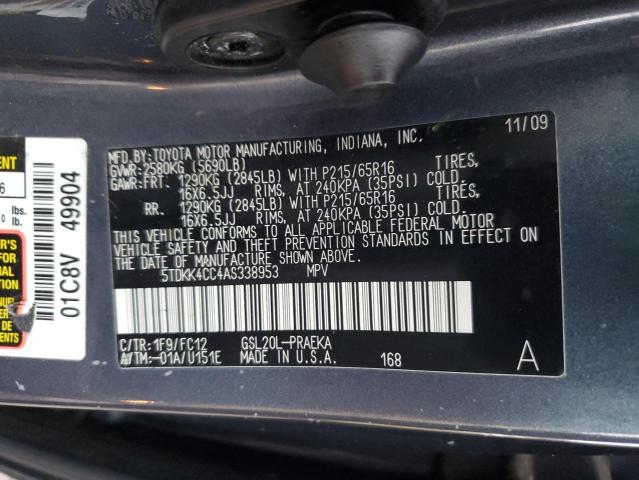 MFD.BY:TOYOTA MOTOR MANUFACTURING, INDIANA, INC. 11/09
GVWR:2580KG (5690LB)
GAWR:FRT. 1290KG (2845LB) WITH P215/65R16 TIRES,
16X6.5JJ RIMS, AT 240KPA (35PSI) COLD.
RR. 1290KG (2845LB) WITH P215/65R16 TIRES,
16X6.5JJ RIMS, AT 240KPA (35PSI) COLD.
THIS VEHICLE CONFORMS TO ALL APPLICABLE FEDERAL MOTOR
VEHICLE SAFETY AND THEFT PREVENTION STANDARDS IN EFFECT ON
THE DATE OF MANUFACTURE SHOWN ABOVE.
5TDKK4CC4AS338953 MPV
C/TR:1F9/FC12 GSL20L-PRAEKA
A/TM:-01A/U151E MADE IN U.S.A. 168 A
01C8V 49904